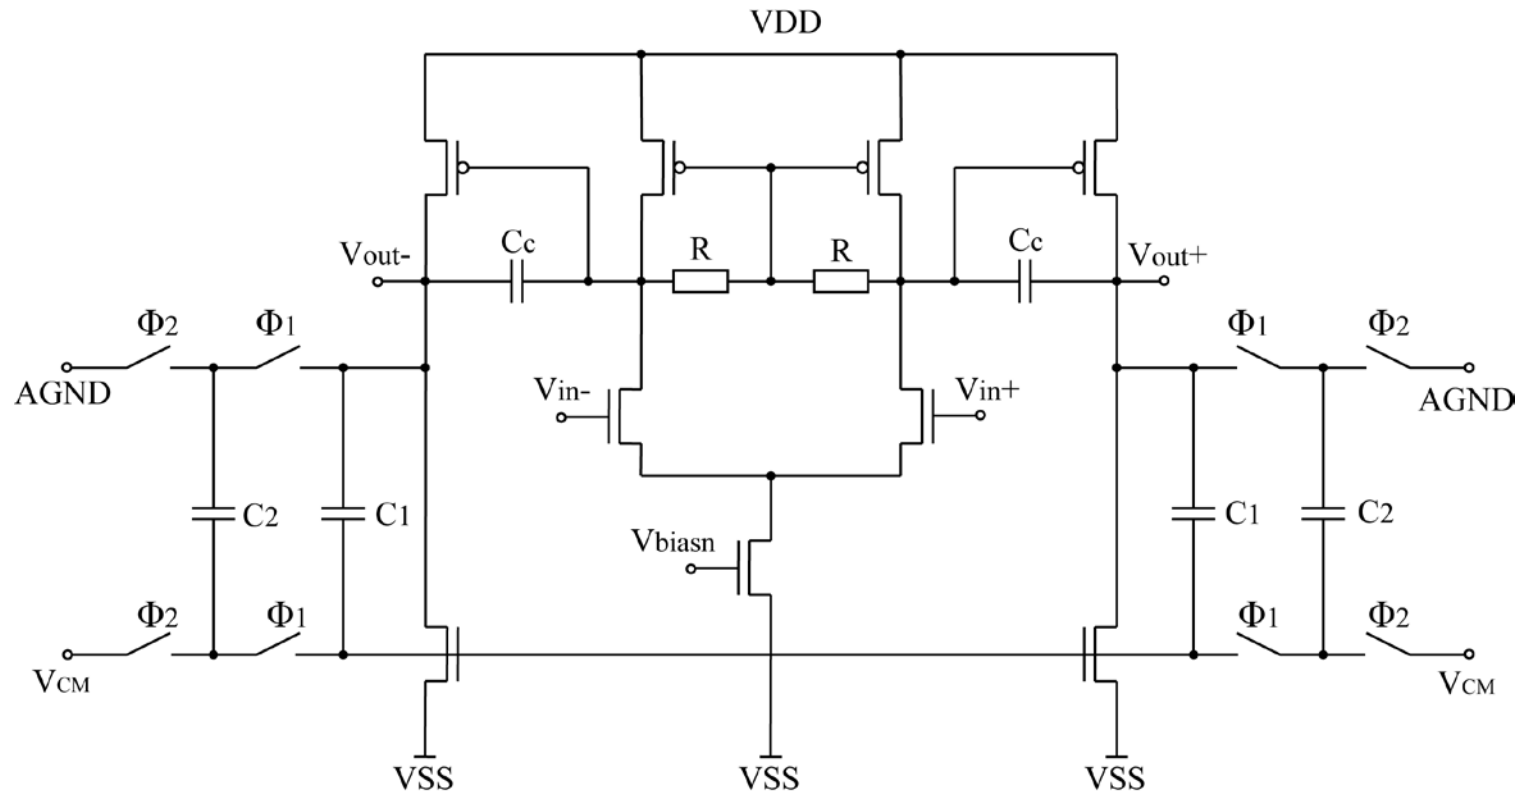 VDD
Cc
R
R
Cc
Vout-
Vout+
Φ2
Φ1
Φ1
Φ2
AGND
Vin-
Vin+
AGND
C2
C1
C1
C2
Vbiasn
Φ2
Φ1
Φ1
Φ2
VCM
VCM
VSS
VSS
VSS